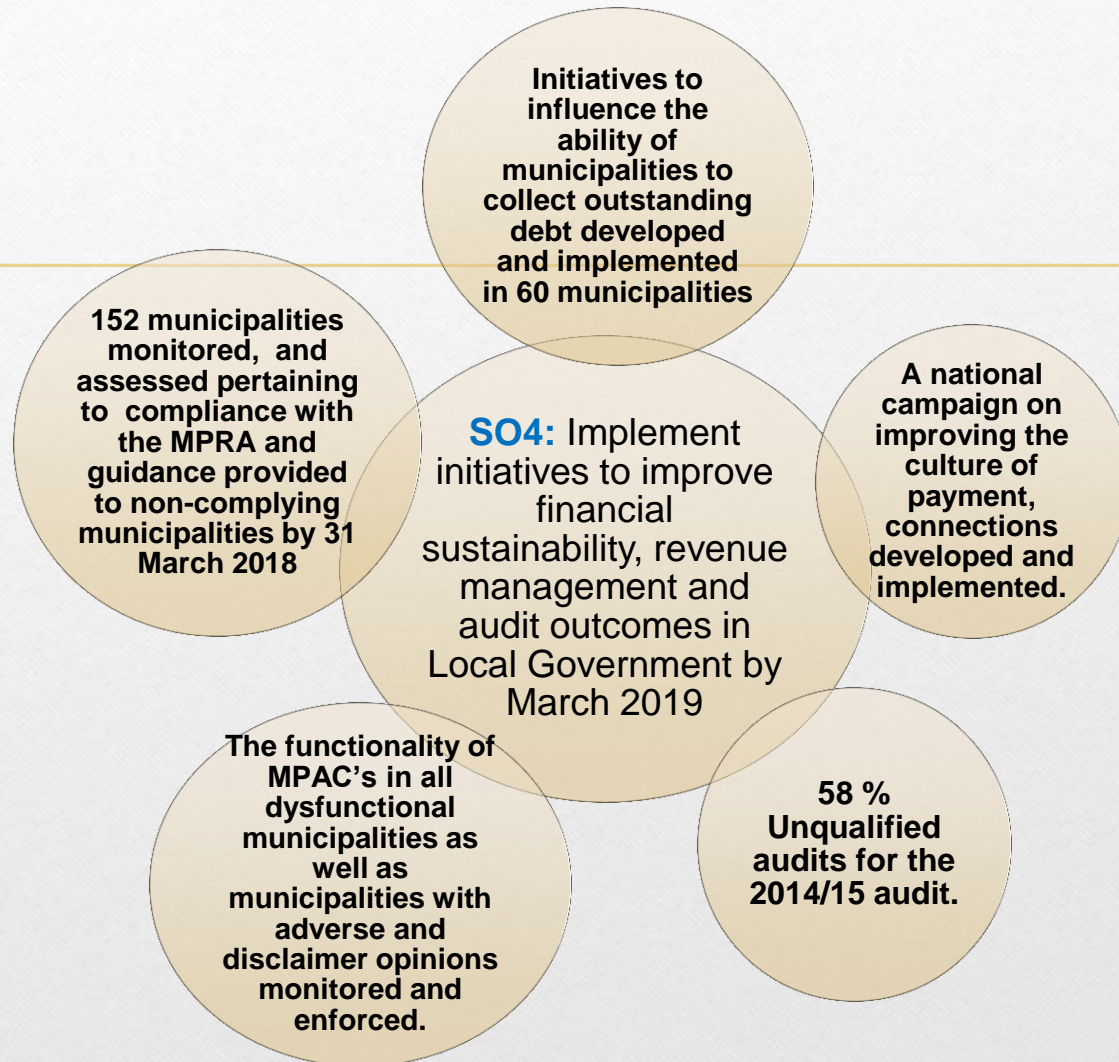 Initiatives to
influence the
ability of
municipalities to
collect outstanding
debt developed
and implemented
in 60 municipalities
152 municipalities
monitored, and
assessed pertaining
to compliance with
the MPRA and
guidance provided
to non-complying
municipalities by 31
March 2018
SO4: Implement
initiatives to improve
financial
sustainability, revenue
management and
audit outcomes in
Local Government by
March 2019
A national
campaign on
improving the
culture of
payment,
connections
developed and
implemented.
The functionality of
MPAC’s in all
dysfunctional
municipalities as
well as
municipalities with
adverse and
disclaimer opinions
monitored and
enforced.
58 %
Unqualified
audits for the
2014/15 audit.